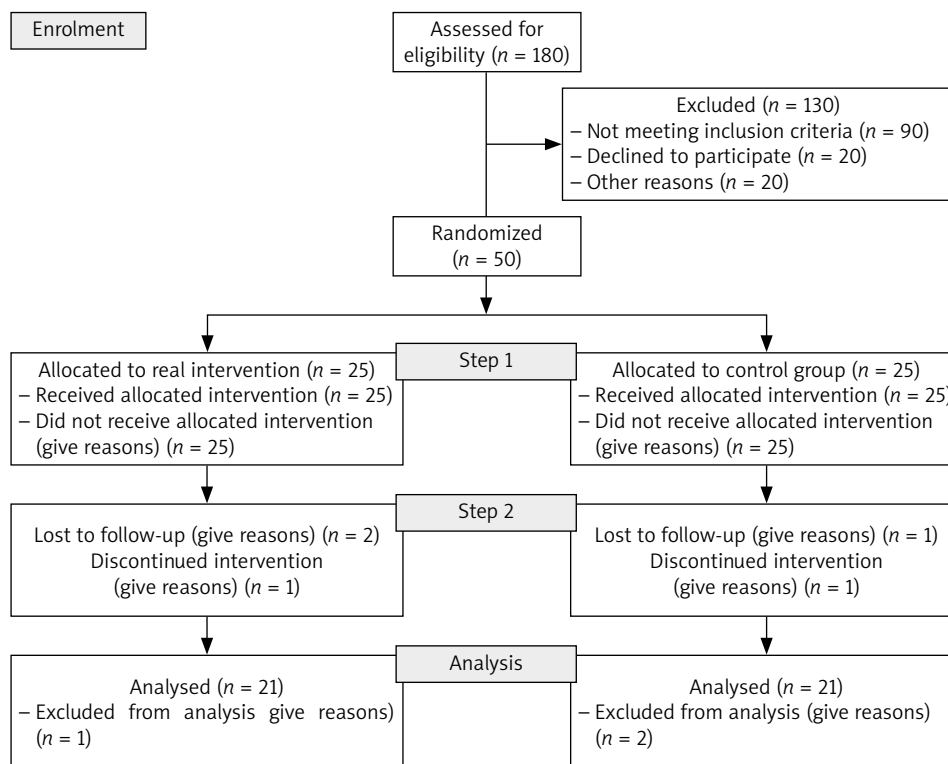 Enrolment
Assessed for
eligibility (n = 180)
Excluded (n = 130)
– Not meeting inclusion criteria (n = 90)
– Declined to participate (n = 20)
– Other reasons (n = 20)
Randomized
(n = 50)
Step 1
Allocated to real intervention (n = 25)
– Received allocated intervention (n = 25)
– Did not receive allocated intervention
(give reasons) (n = 25)
Allocated to control group (n = 25)
– Received allocated intervention (n = 25)
– Did not receive allocated intervention
(give reasons) (n = 25)
Step 2
Lost to follow-up (give reasons) (n = 2)
Discontinued intervention
(give reasons) (n = 1)
Lost to follow-up (give reasons) (n = 1)
Discontinued intervention
(give reasons) (n = 1)
Analysis
Analysed (n = 21)
– Excluded from analysis give reasons)
(n = 1)
Analysed (n = 21)
– Excluded from analysis (give reasons)
(n = 2)